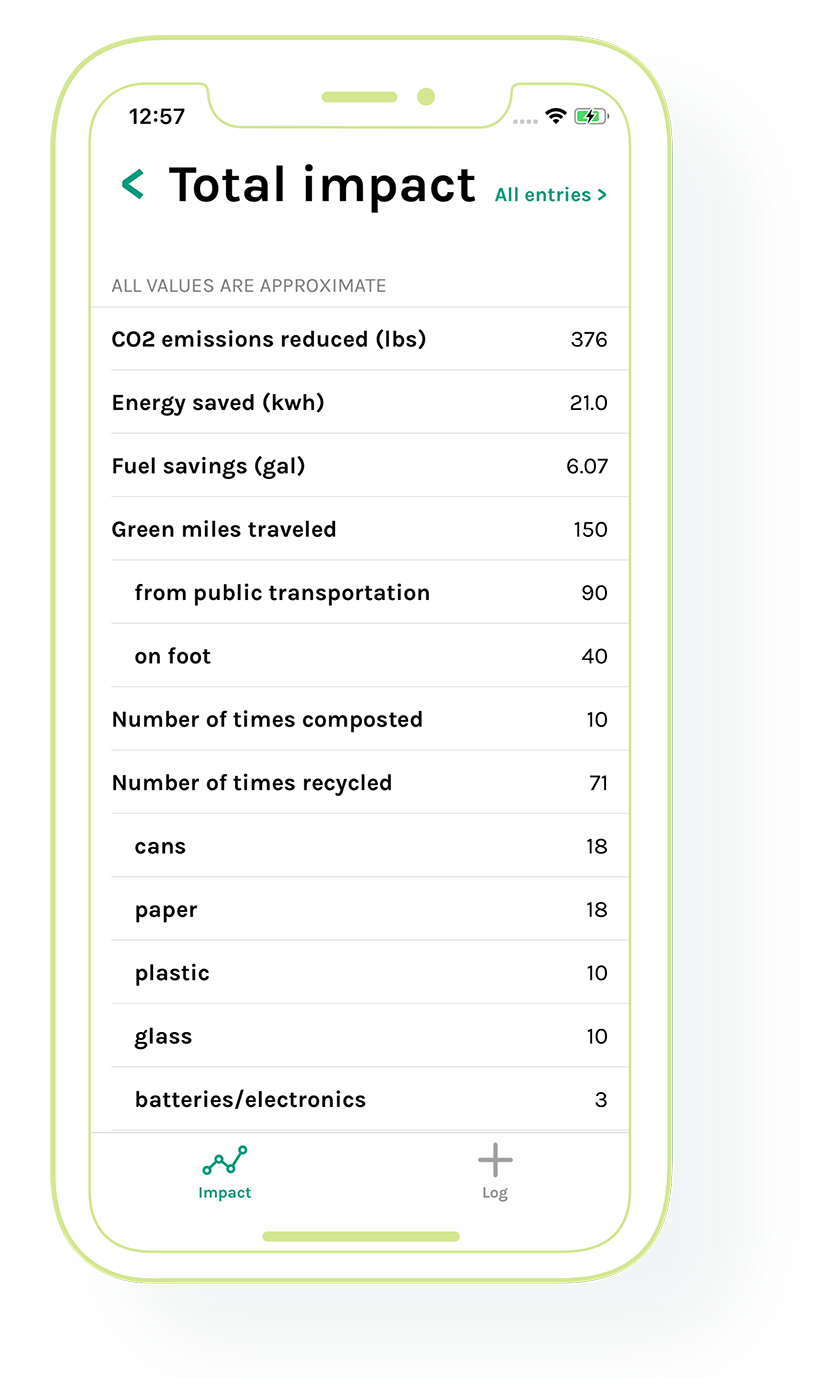 12:57
< Total impact All entries >
ALL VALUES ARE APPROXIMATE
CO2 emissions reduced (lbs) 376
Energy saved (kwh) 21.0
Fuel savings (gal) 6.07
Green miles traveled 150
from public transportation 90
on foot 40
Number of times composted 10
Number of times recycled 71
cans 18
paper 18
plastic 10
glass 10
batteries/electronics 3
Impact Log